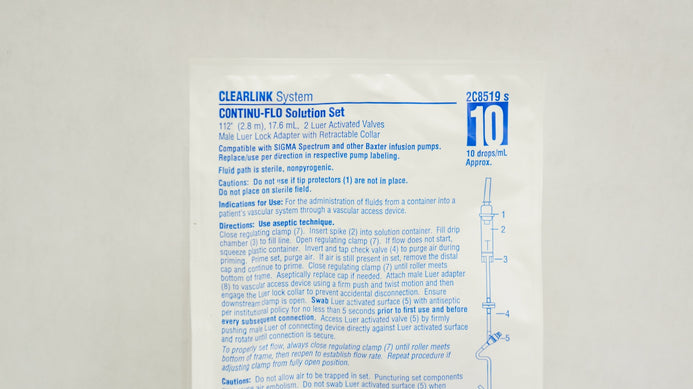 CLEARLINK System
CONTINU-FLO Solution Set
112" (2.8 m), 17.6 mL, 2 Luer Activated Valves
Male Luer Lock Adapter with Retractable Collar
Compatible with SIGMA Spectrum and other Baxter infusion pumps.
Replace/use per direction in respective pump labeling.
Fluid path is sterile, nonpyrogenic.
Cautions: Do not use if tip protectors (1) are not in place.
Do not place on sterile field.
Indications for Use: For the administration of fluids from a container into a
patient's vascular system through a vascular access device.
Directions: Use aseptic technique.
Close regulating clamp (7). Insert spike (2) into solution container. Fill drip
chamber (3) to fill line. Open regulating clamp (7). If flow does not start,
squeeze plastic container. Invert and tap check valve (4) to purge air during
priming. Prime set, purge air. If air is still present in set, remove the distal
cap and continue to prime. Close regulating clamp (7) until roller meets
bottom of frame. Aseptically replace cap if needed. Attach male Luer adapter
(8) to vascular access device using a firm push and twist motion and then
engage the Luer lock collar to prevent accidental disconnection. Ensure
downstream clamp is open. Swab Luer activated surface (5) with antiseptic
per institutional policy for no less than 5 seconds prior to first use and before
every subsequent connection. Access Luer activated valve (5) by firmly
pushing male Luer of connecting device directly against Luer activated surface
and rotate until connection is secure.
To properly set flow, always close regulating clamp (7) until roller meets
bottom of frame, then reopen to establish flow rate. Repeat procedure if
adjusting clamp from fully open position.
Cautions: Do not allow air to be trapped in set. Puncturing set components
air embolism. Do not swab Luer activated surface (5) when
2C8519 s
10
10 drops/mL
Approx.
1
2
3
4
5